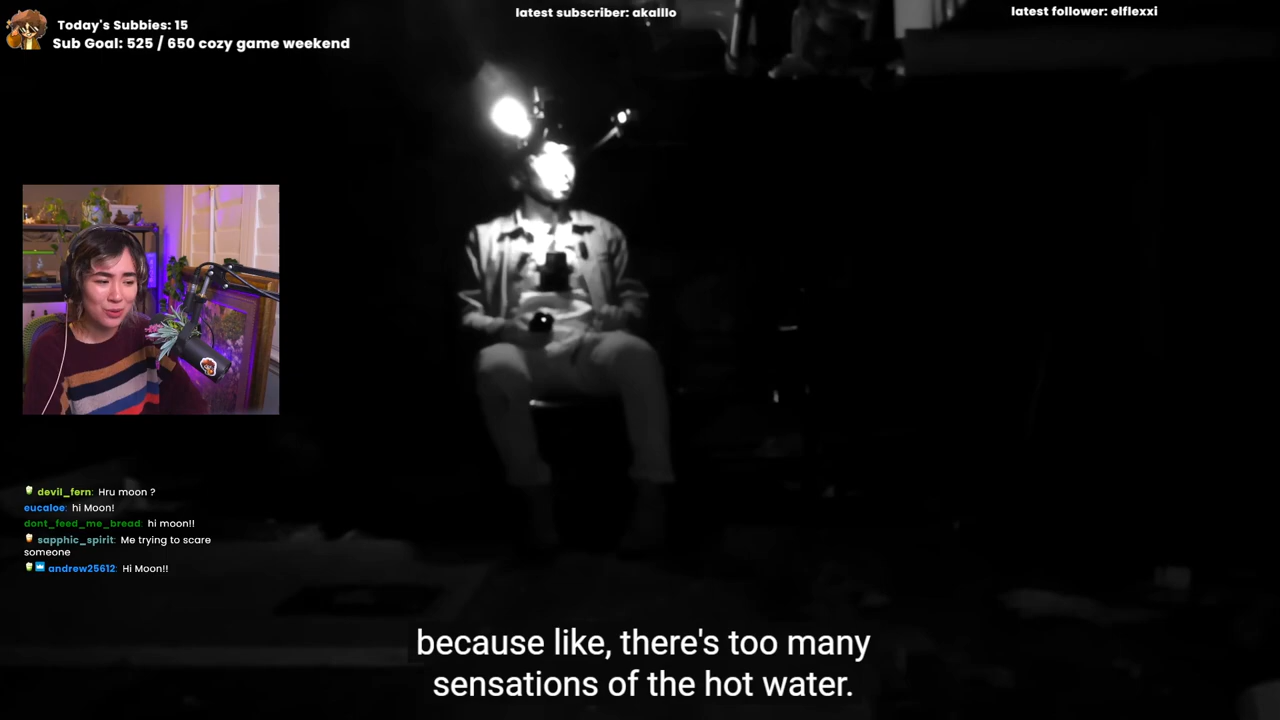 Today's Subbies: 15
Sub Goal: 525 / 650 cozy game weekend
latest subscriber: akalllo
latest follower: elflexxi
devil_fern: Hru moon ?
eucaloe: hi Moon!
dont_feed_me_bread: hi moon!!
sapphic_spirit: Me trying to scare
someone
andrew25612: Hi Moon!!
because like, there's too many
sensations of the hot water.